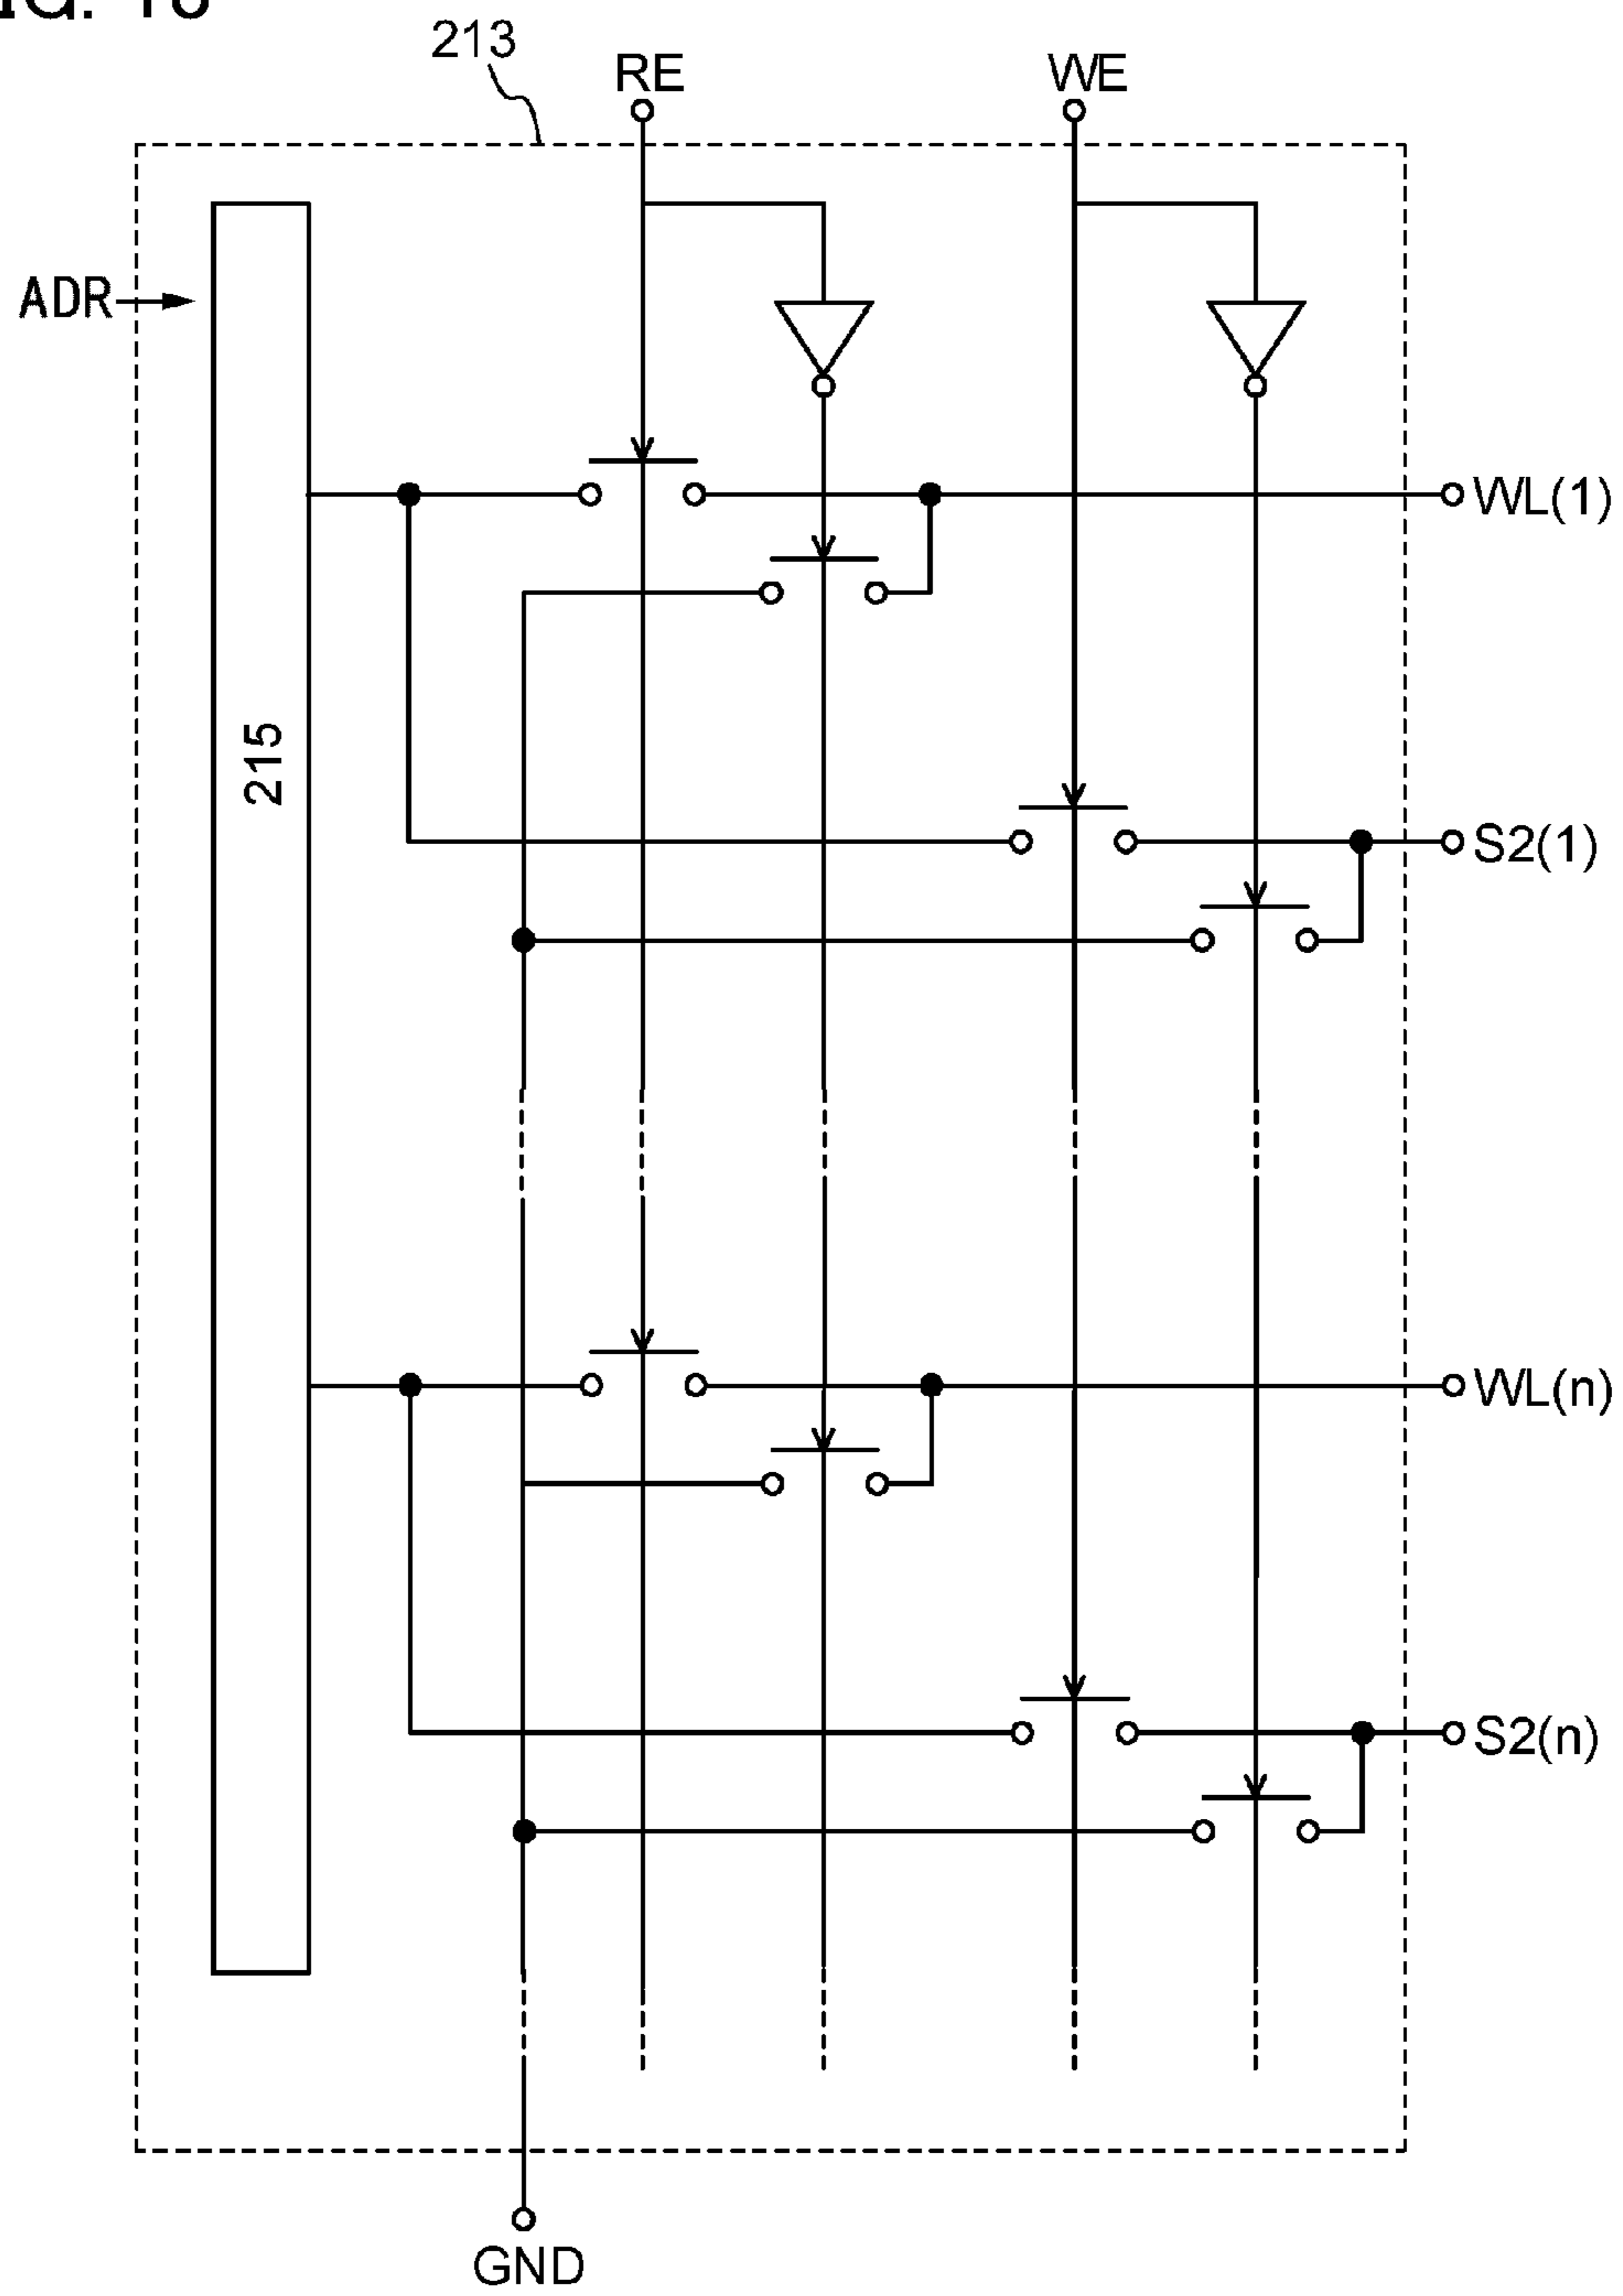 213
RE
WE
ADR
WL(1)
215
S2(1)
WL(n)
S2(n)
GND